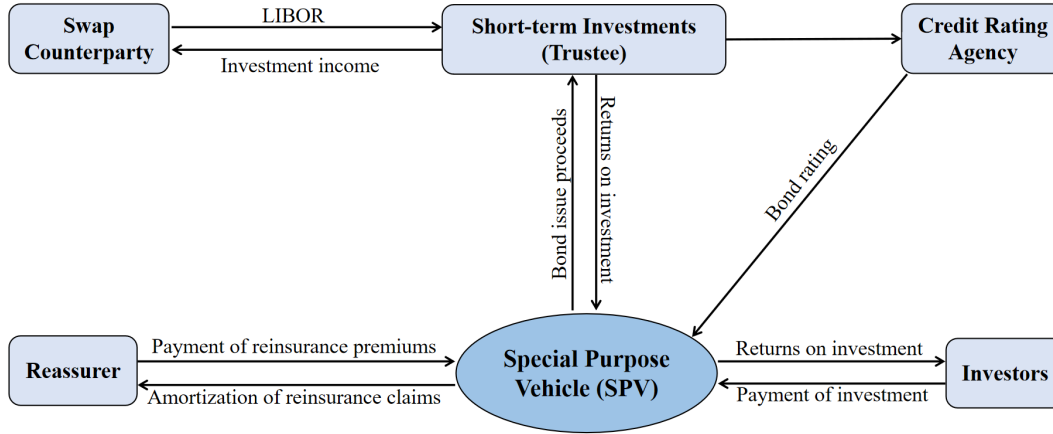 Swap
Counterparty
LIBOR
Investment income
Short-term Investments
(Trustee)
Credit Rating
Agency
Bond issue proceeds
Returns on investment
Bond rating
Reassurer
Payment of reinsurance premiums
Amortization of reinsurance claims
Special Purpose
Vehicle (SPV)
Returns on investment
Payment of investment
Investors